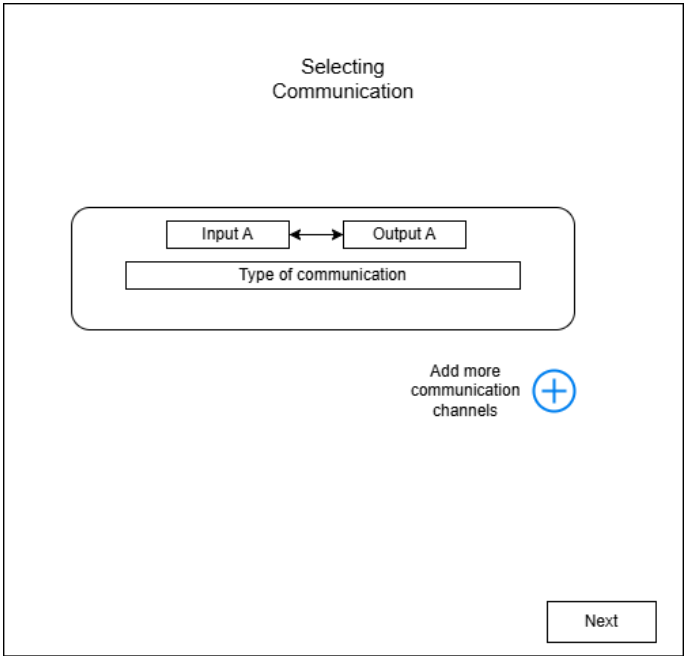 Selecting
Communication
Input A
Output A
Type of communication
Add more
communication
channels
Next